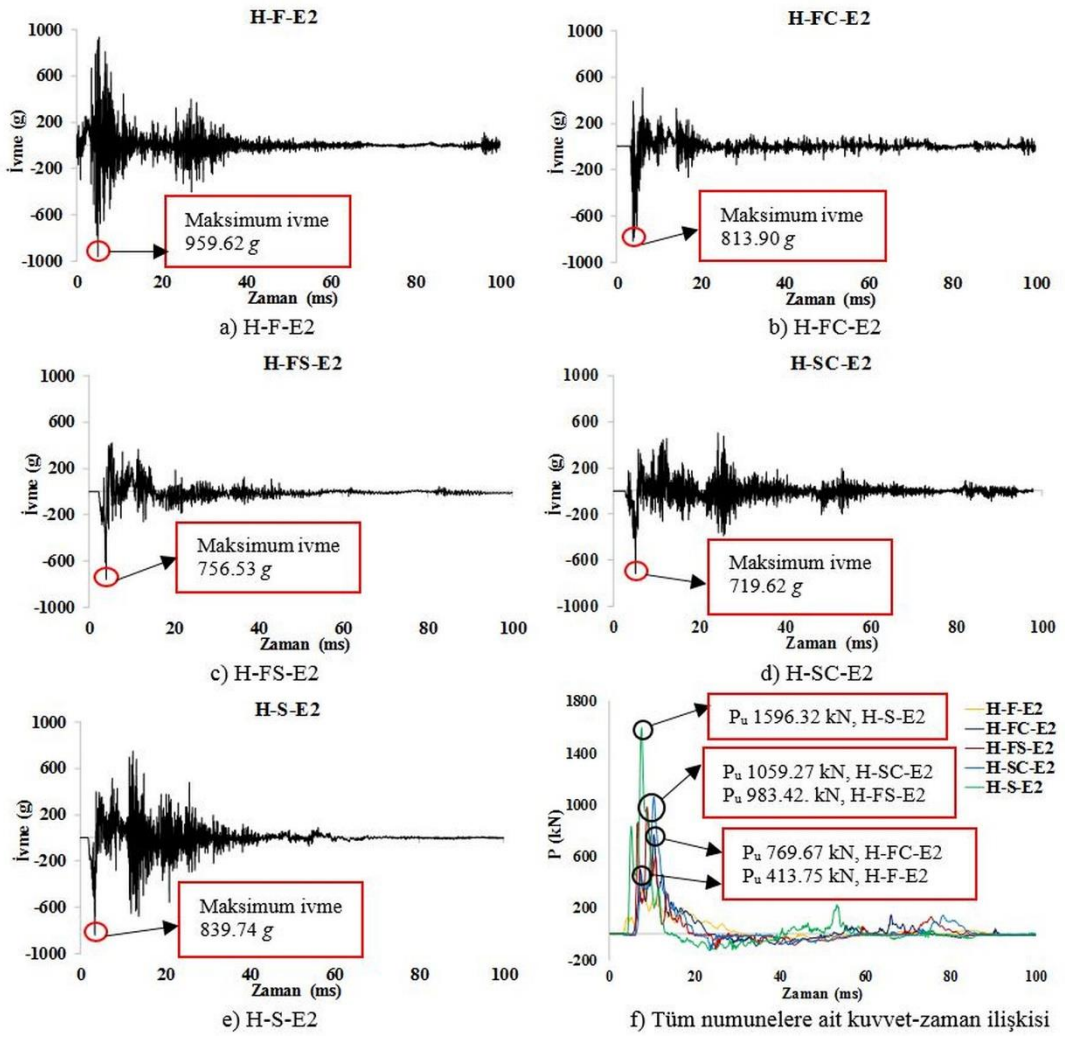 H-F-E2
1000
600
200
-200
-600
-1000
İvme (g)
Maksimum ivme
959.62 g
0 20 40 60 80 100
Zaman (ms)
a) H-F-E2
H-FC-E2
1000
600
200
-200
-600
-1000
İvme (g)
Maksimum ivme
813.90 g
0 20 40 60 80 100
Zaman (ms)
b) H-FC-E2
H-FS-E2
1000
600
200
-200
-600
-1000
İvme (g)
Maksimum ivme
756.53 g
0 20 40 60 80 100
Zaman (ms)
c) H-FS-E2
H-SC-E2
1000
600
200
-200
-600
-1000
İvme (g)
Maksimum ivme
719.62 g
0 20 40 60 80 100
Zaman (ms)
d) H-SC-E2
H-S-E2
1000
600
200
-200
-600
-1000
İvme (g)
Maksimum ivme
839.74 g
0 20 40 60 80 100
Zaman (ms)
e) H-S-E2
1800
1400
1000
600
200
-200
P (kN)
Pu 1596.32 kN, H-S-E2
Pu 1059.27 kN, H-SC-E2
Pu 983.42. kN, H-FS-E2
Pu 769.67 kN, H-FC-E2
Pu 413.75 kN, H-F-E2
H-F-E2
H-FC-E2
H-FS-E2
H-SC-E2
H-S-E2
0 20 40 60 80 100
Zaman (ms)
f) Tüm numunelere ait kuvvet-zaman ilişkisi